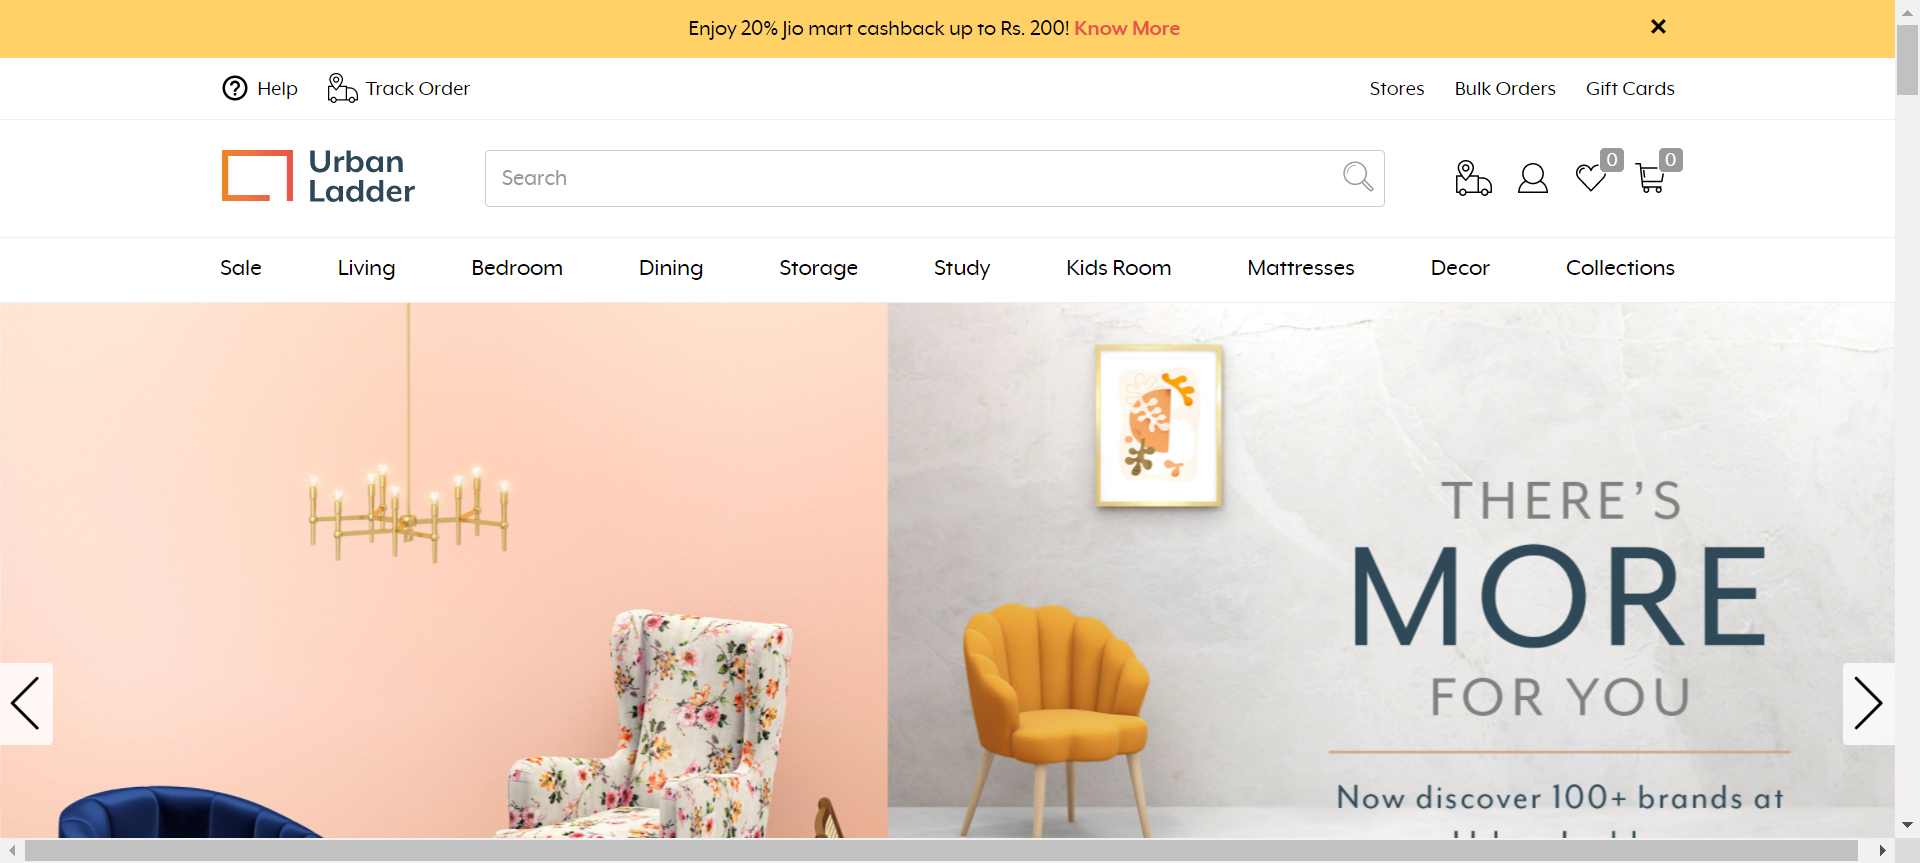 Enjoy 20% Jio mart cashback up to Rs. 200! Know More
Help
Track Order
Stores
Bulk Orders
Gift Cards
Urban
Ladder
Search
0
0
Sale
Living
Bedroom
Dining
Storage
Study
Kids Room
Mattresses
Decor
Collections
THERE'S
MORE
FOR YOU
Now discover 100+ brands at